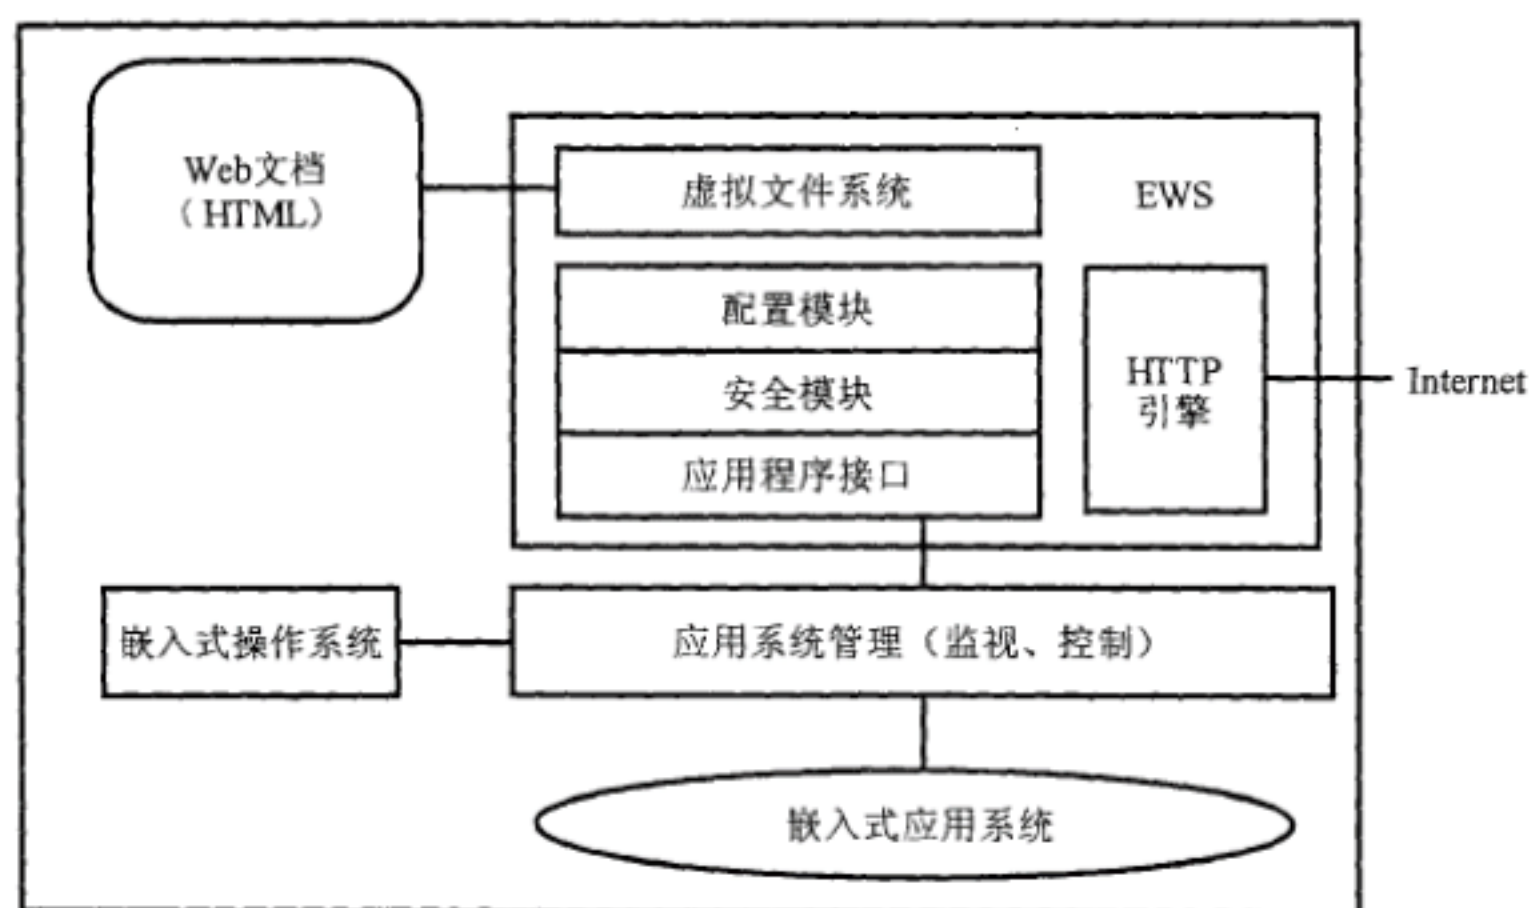 Web文档
（HTML）
虚拟文件系统
EWS
配置模块
安全模块
应用程序接口
HTTP
引擎
Internet
嵌入式操作系统
应用系统管理（监视、控制）
嵌入式应用系统